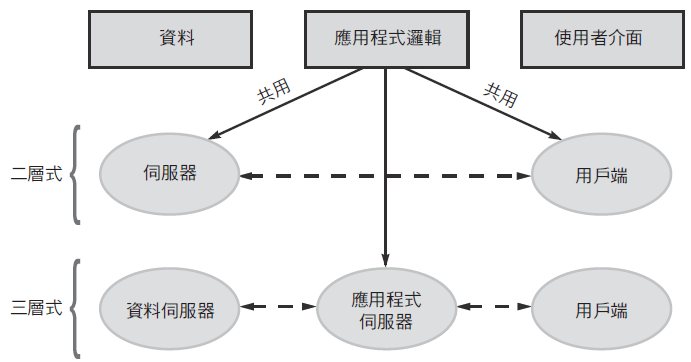 資料
應用程式邏輯
使用者介面
共用
共用
二層式
伺服器
用戶端
三層式
資料伺服器
應用程式
伺服器
用戶端